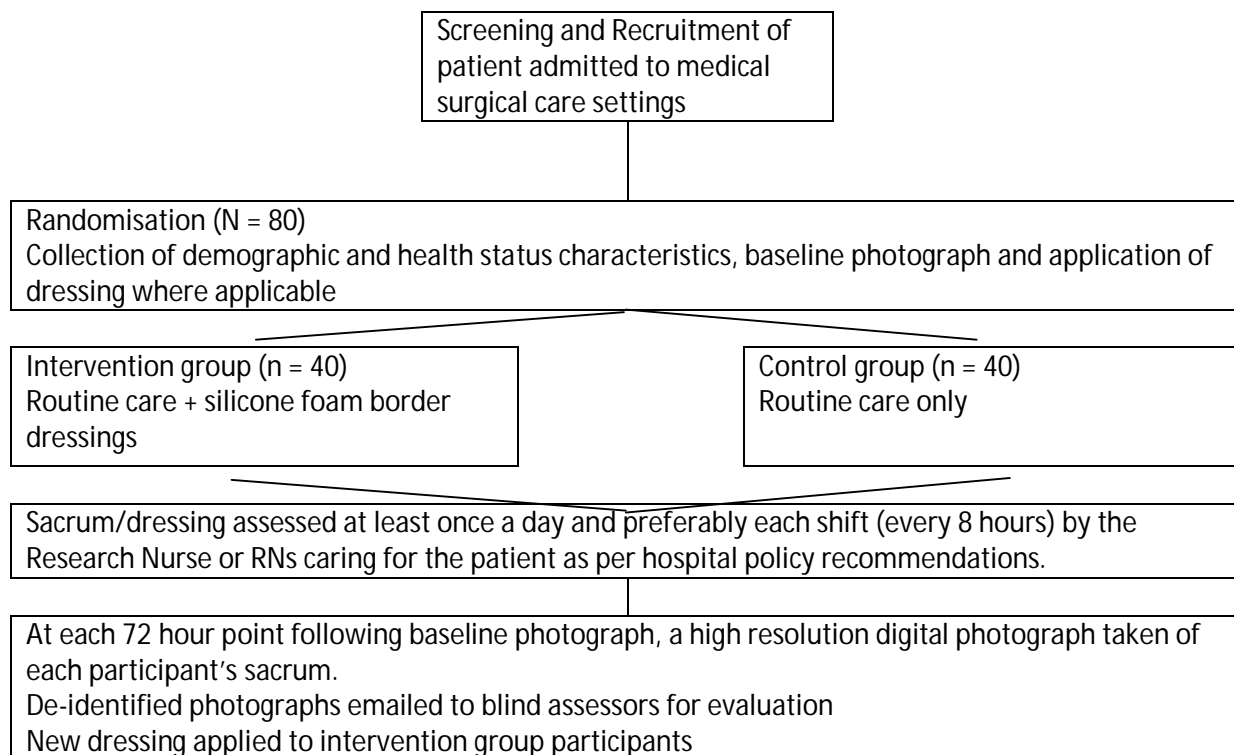 Screening and Recruitment of
patient admitted to medical
surgical care settings
Randomisation (N = 80)
Collection of demographic and health status characteristics, baseline photograph and application of
dressing where applicable
Intervention group (n = 40)
Routine care + silicone foam border
dressings
Control group (n = 40)
Routine care only
Sacrum/dressing assessed at least once a day and preferably each shift (every 8 hours) by the
Research Nurse or RNs caring for the patient as per hospital policy recommendations.
At each 72 hour point following baseline photograph, a high resolution digital photograph taken of
each participant's sacrum.
De-identified photographs emailed to blind assessors for evaluation
New dressing applied to intervention group participants